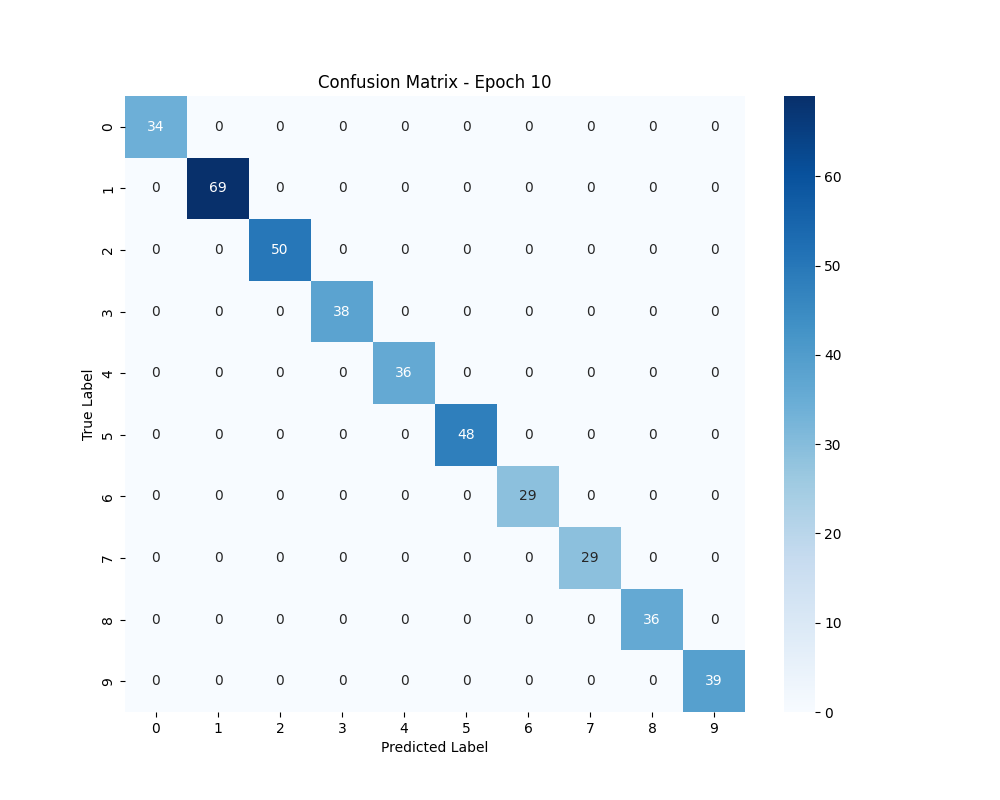 Confusion Matrix - Epoch 10
0 34 0 0 0 0 0 0 0 0 0
1 0 69 0 0 0 0 0 0 0 0
2 0 0 50 0 0 0 0 0 0 0
3 0 0 0 38 0 0 0 0 0 0
4 0 0 0 0 36 0 0 0 0 0
5 0 0 0 0 0 48 0 0 0 0
6 0 0 0 0 0 0 29 0 0 0
7 0 0 0 0 0 0 0 29 0 0
8 0 0 0 0 0 0 0 0 36 0
9 0 0 0 0 0 0 0 0 0 39
0 1 2 3 4 5 6 7 8 9
Predicted Label
True Label
60
50
40
30
20
10
0